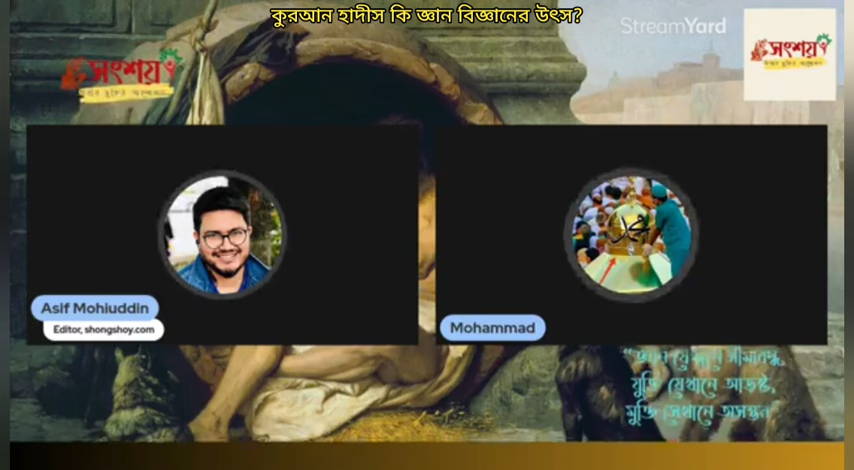 কুরআন হাদীস কি জ্ঞান বিজ্ঞানের উৎস?
StreamYard
সংশয়
সংশয়
Asif Mohiuddin
Editor, shongshoy.com
Mohammad
"জ্ঞান যেখানে সীমাবদ্ধ,
যুক্তি যেখানে আড়ষ্ট,
মুক্তি সেখানে অসম্ভব"